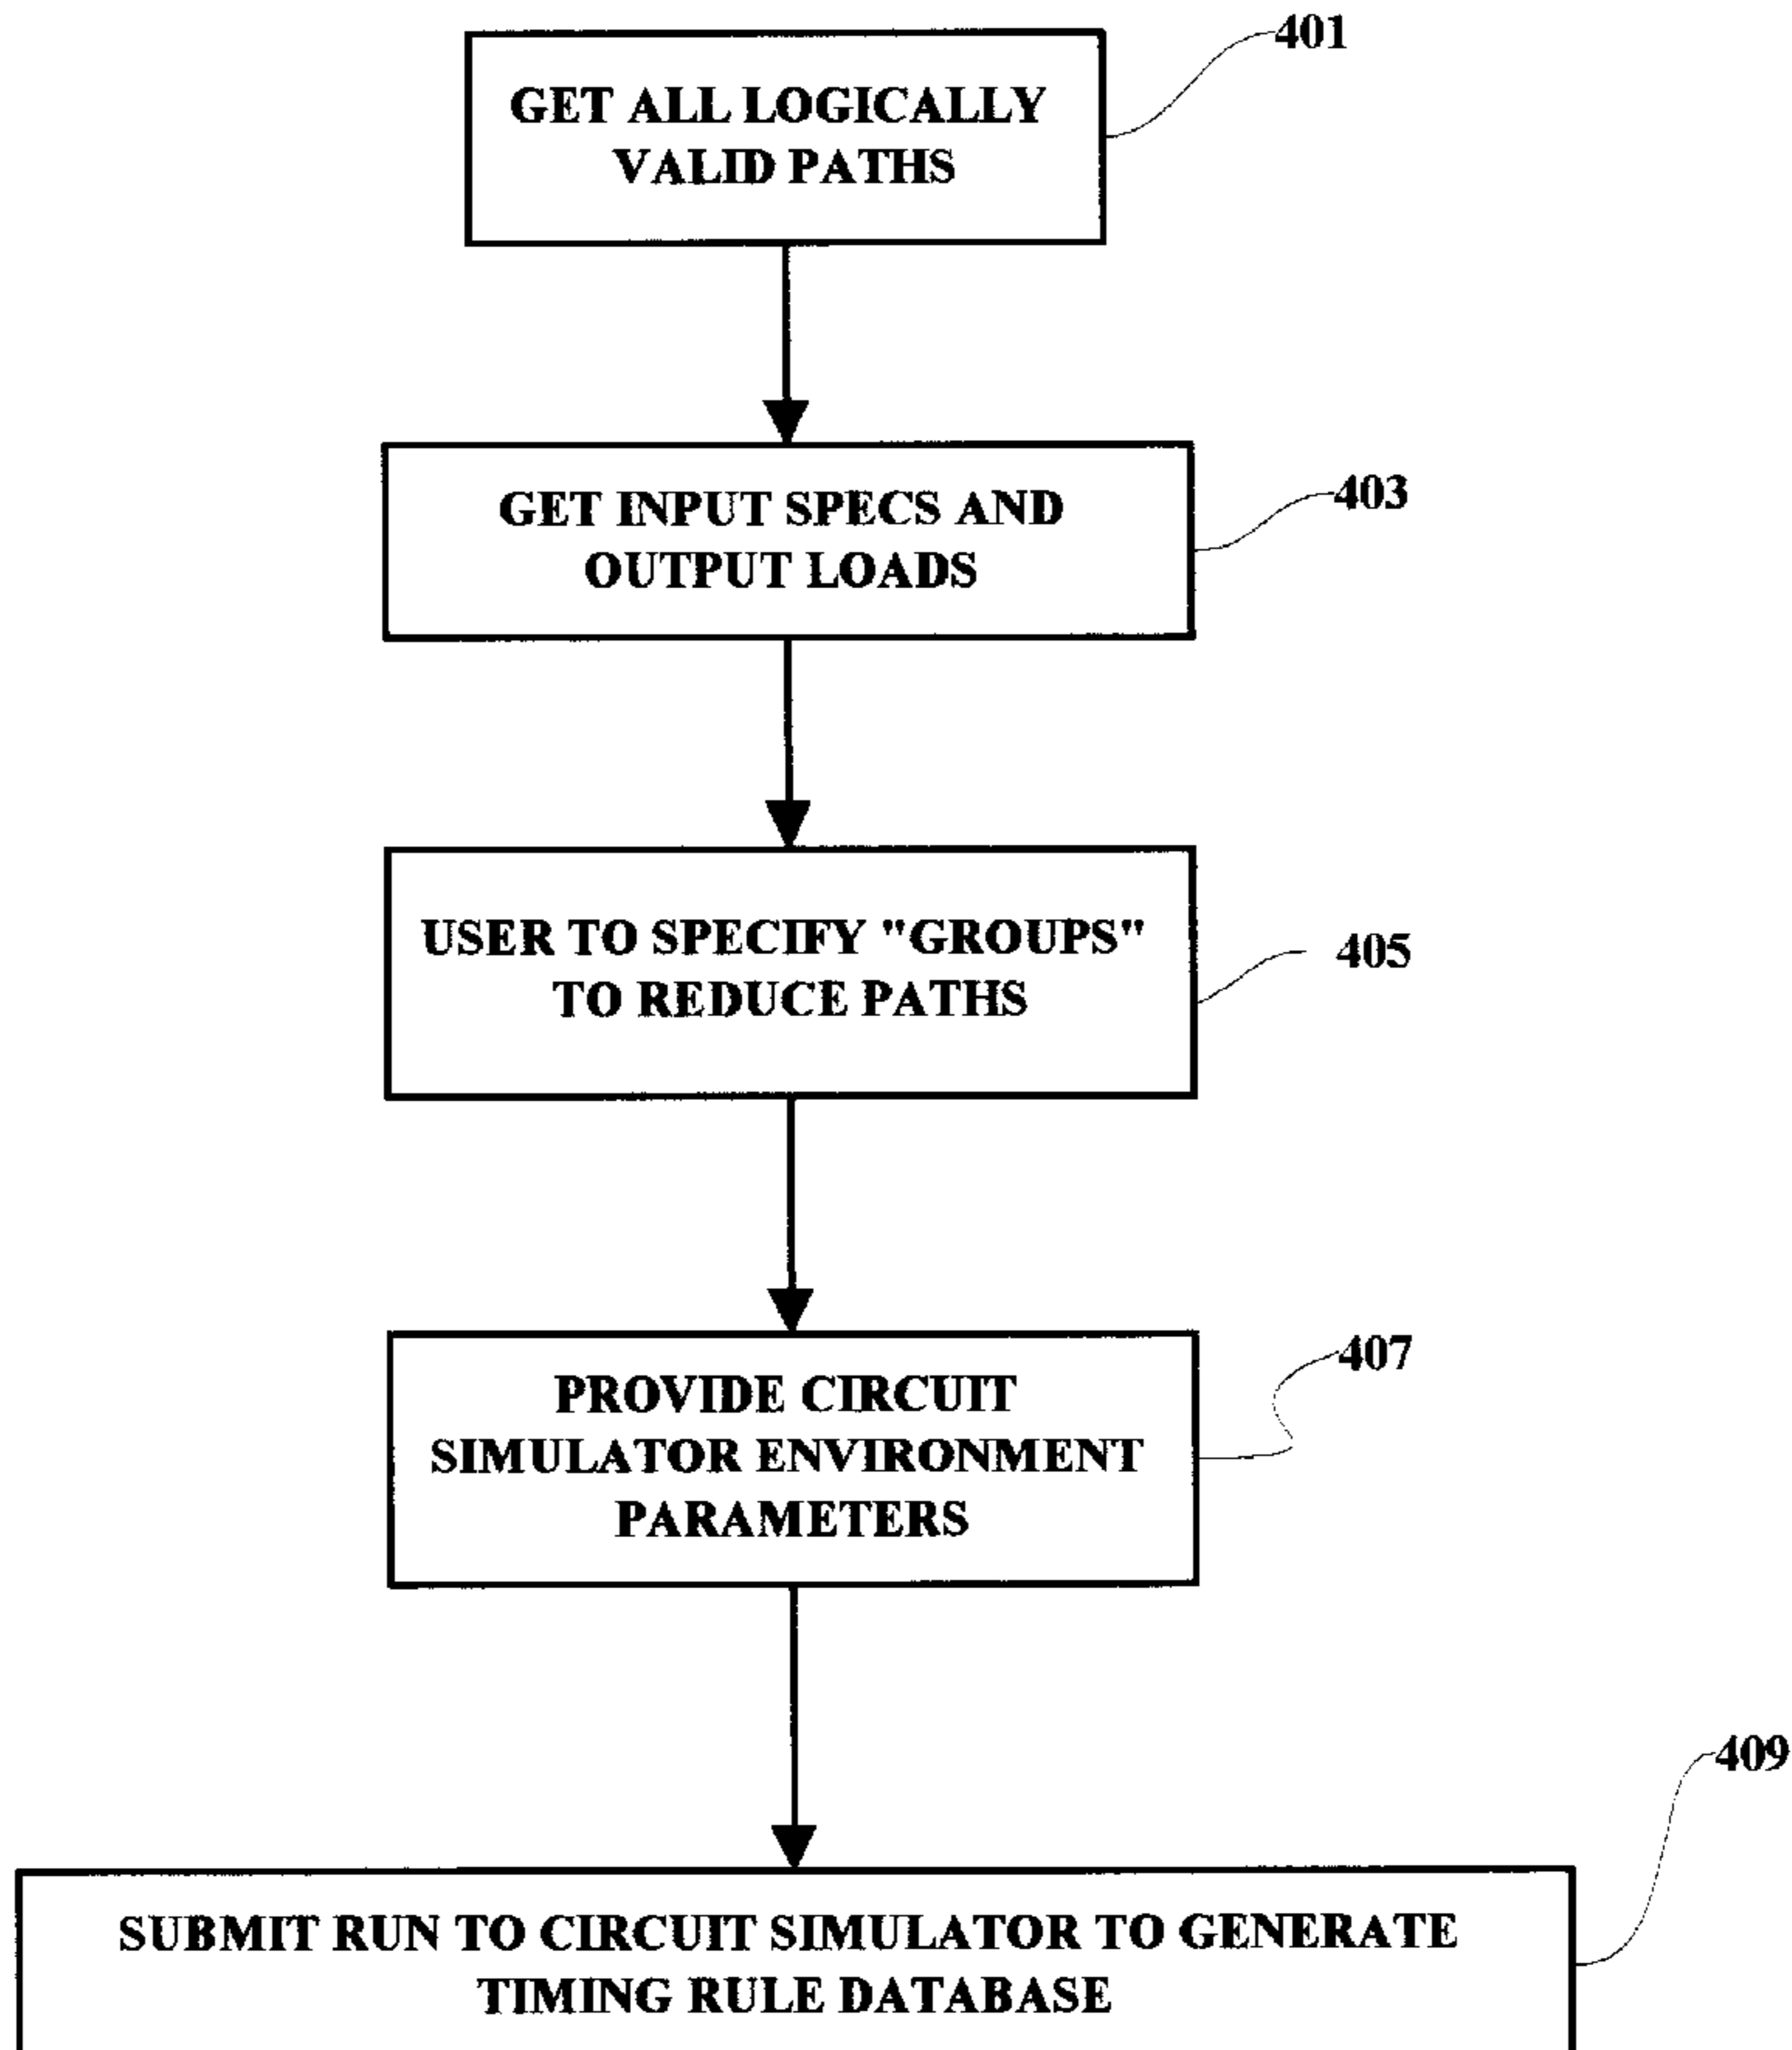 401
GET ALL LOGICALLY
VALID PATHS
403
GET INPUT SPECS AND
OUTPUT LOADS
USER TO SPECIFY "GROUPS"
405
TO REDUCE PATHS
407
PROVIDE CIRCUIT
SIMULATOR ENVIRONMENT
PARAMETERS
409
SUBMIT RUN TO CIRCUIT SIMULATOR TO GENERATE
TIMING RULE DATABASE